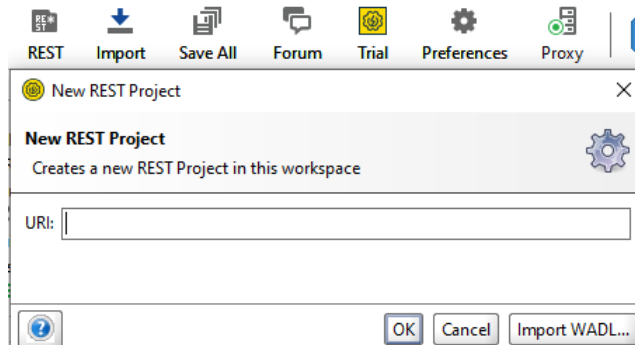 REST Import Save All Forum Trial Preferences Proxy
New REST Project
New REST Project
Creates a new REST Project in this workspace
URI:
OK Cancel Import WADL...